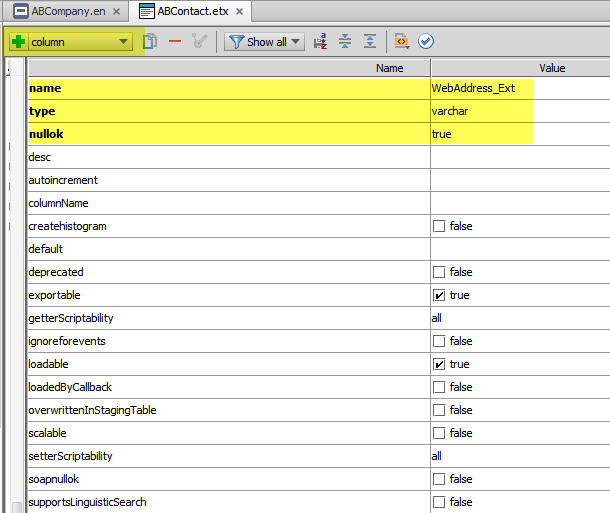 ABCompany.en ABContact.etx
column Show all
Name Value
name WebAddress_Ext
type varchar
nullok true
desc
autoincrement
columnName
createhistogram false
default
deprecated false
exportable true
getterScriptability all
ignoreforevents false
loadable true
loadedByCallback false
overwrittenInStagingTable false
scalable false
setterScriptability all
soapnullok false
supportsLinguisticSearch false